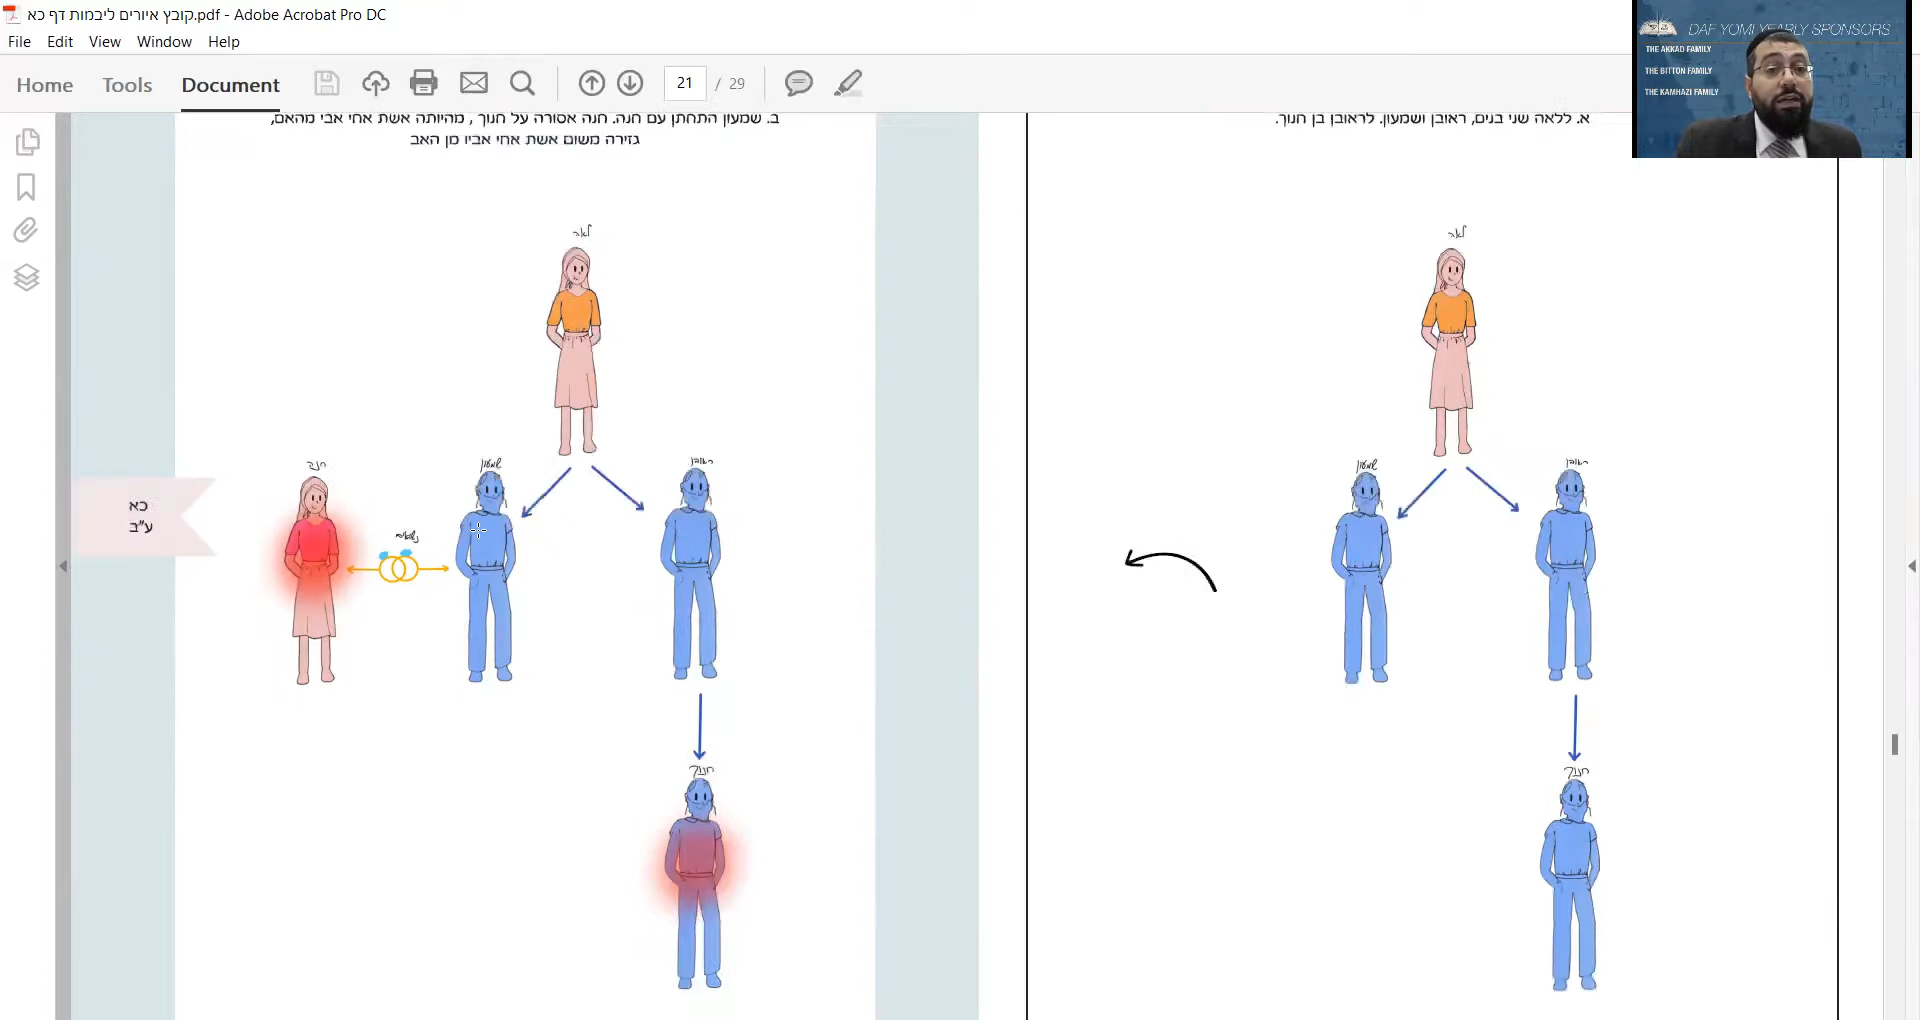 קובץ איורים ליבמות דף כא.pdf - Adobe Acrobat Pro DC
File Edit View Window Help
Home Tools Document 21 / 29
DAF YOMI YEARLY SPONSORS
THE AKKAD FAMILY
THE BITTON FAMILY
THE KAMHAZI FAMILY
א. ללאה שני בנים, ראובן ושמעון. לראובן בן חנוך.
לאה
שמעון ראובן
חנוך
ב. שמעון התחתן עם חנה. חנה אסורה על חנוך, מהיותה אשת אחי אבי מהאם,
גזירה משום אשת אחי אביו מן האב
לאה
חנה נשואים שמעון ראובן
חנוך
כא
ע"ב